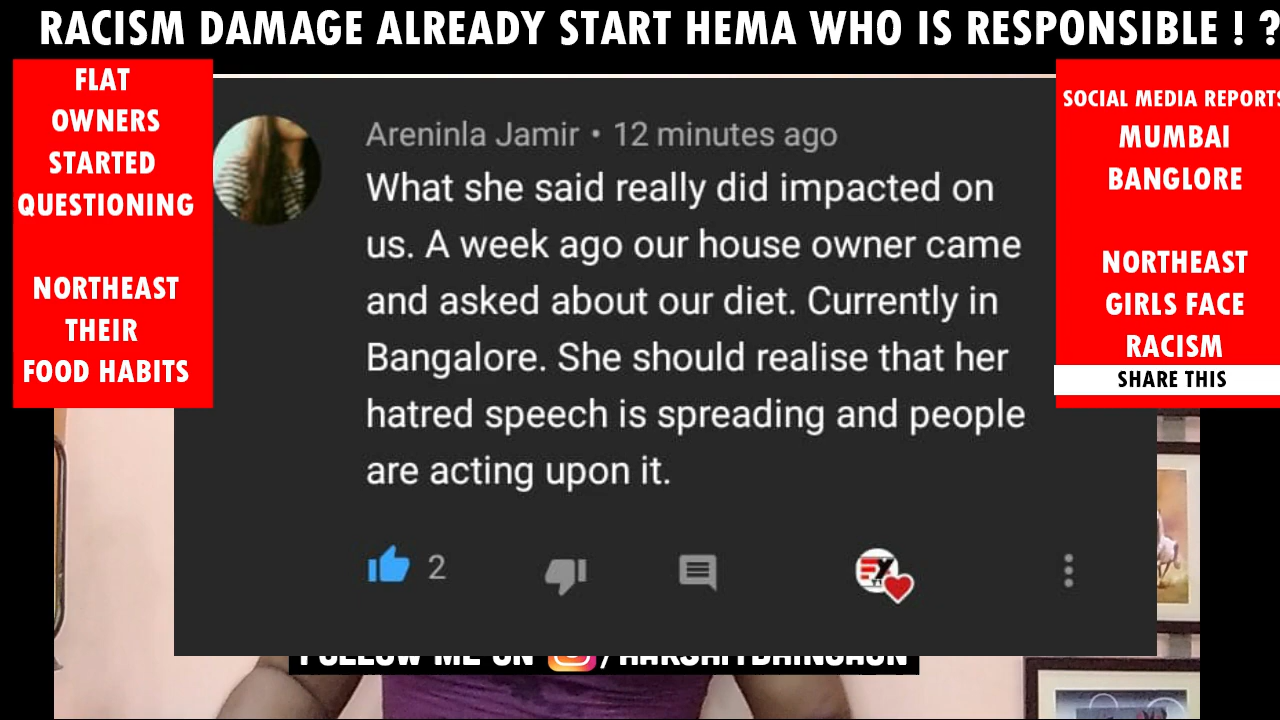 RACISM DAMAGE ALREADY START HEMA WHO IS RESPONSIBLE ! ?
FLAT
OWNERS
STARTED
QUESTIONING
NORTHEAST
THEIR
FOOD HABITS
Areninla Jamir • 12 minutes ago
What she said really did impacted on
us. A week ago our house owner came
and asked about our diet. Currently in
Bangalore. She should realise that her
hatred speech is spreading and people
are acting upon it.
2
SOCIAL MEDIA REPORTS
MUMBAI
BANGLORE
NORTHEAST
GIRLS FACE
RACISM
SHARE THIS
FOLLOW ME ON